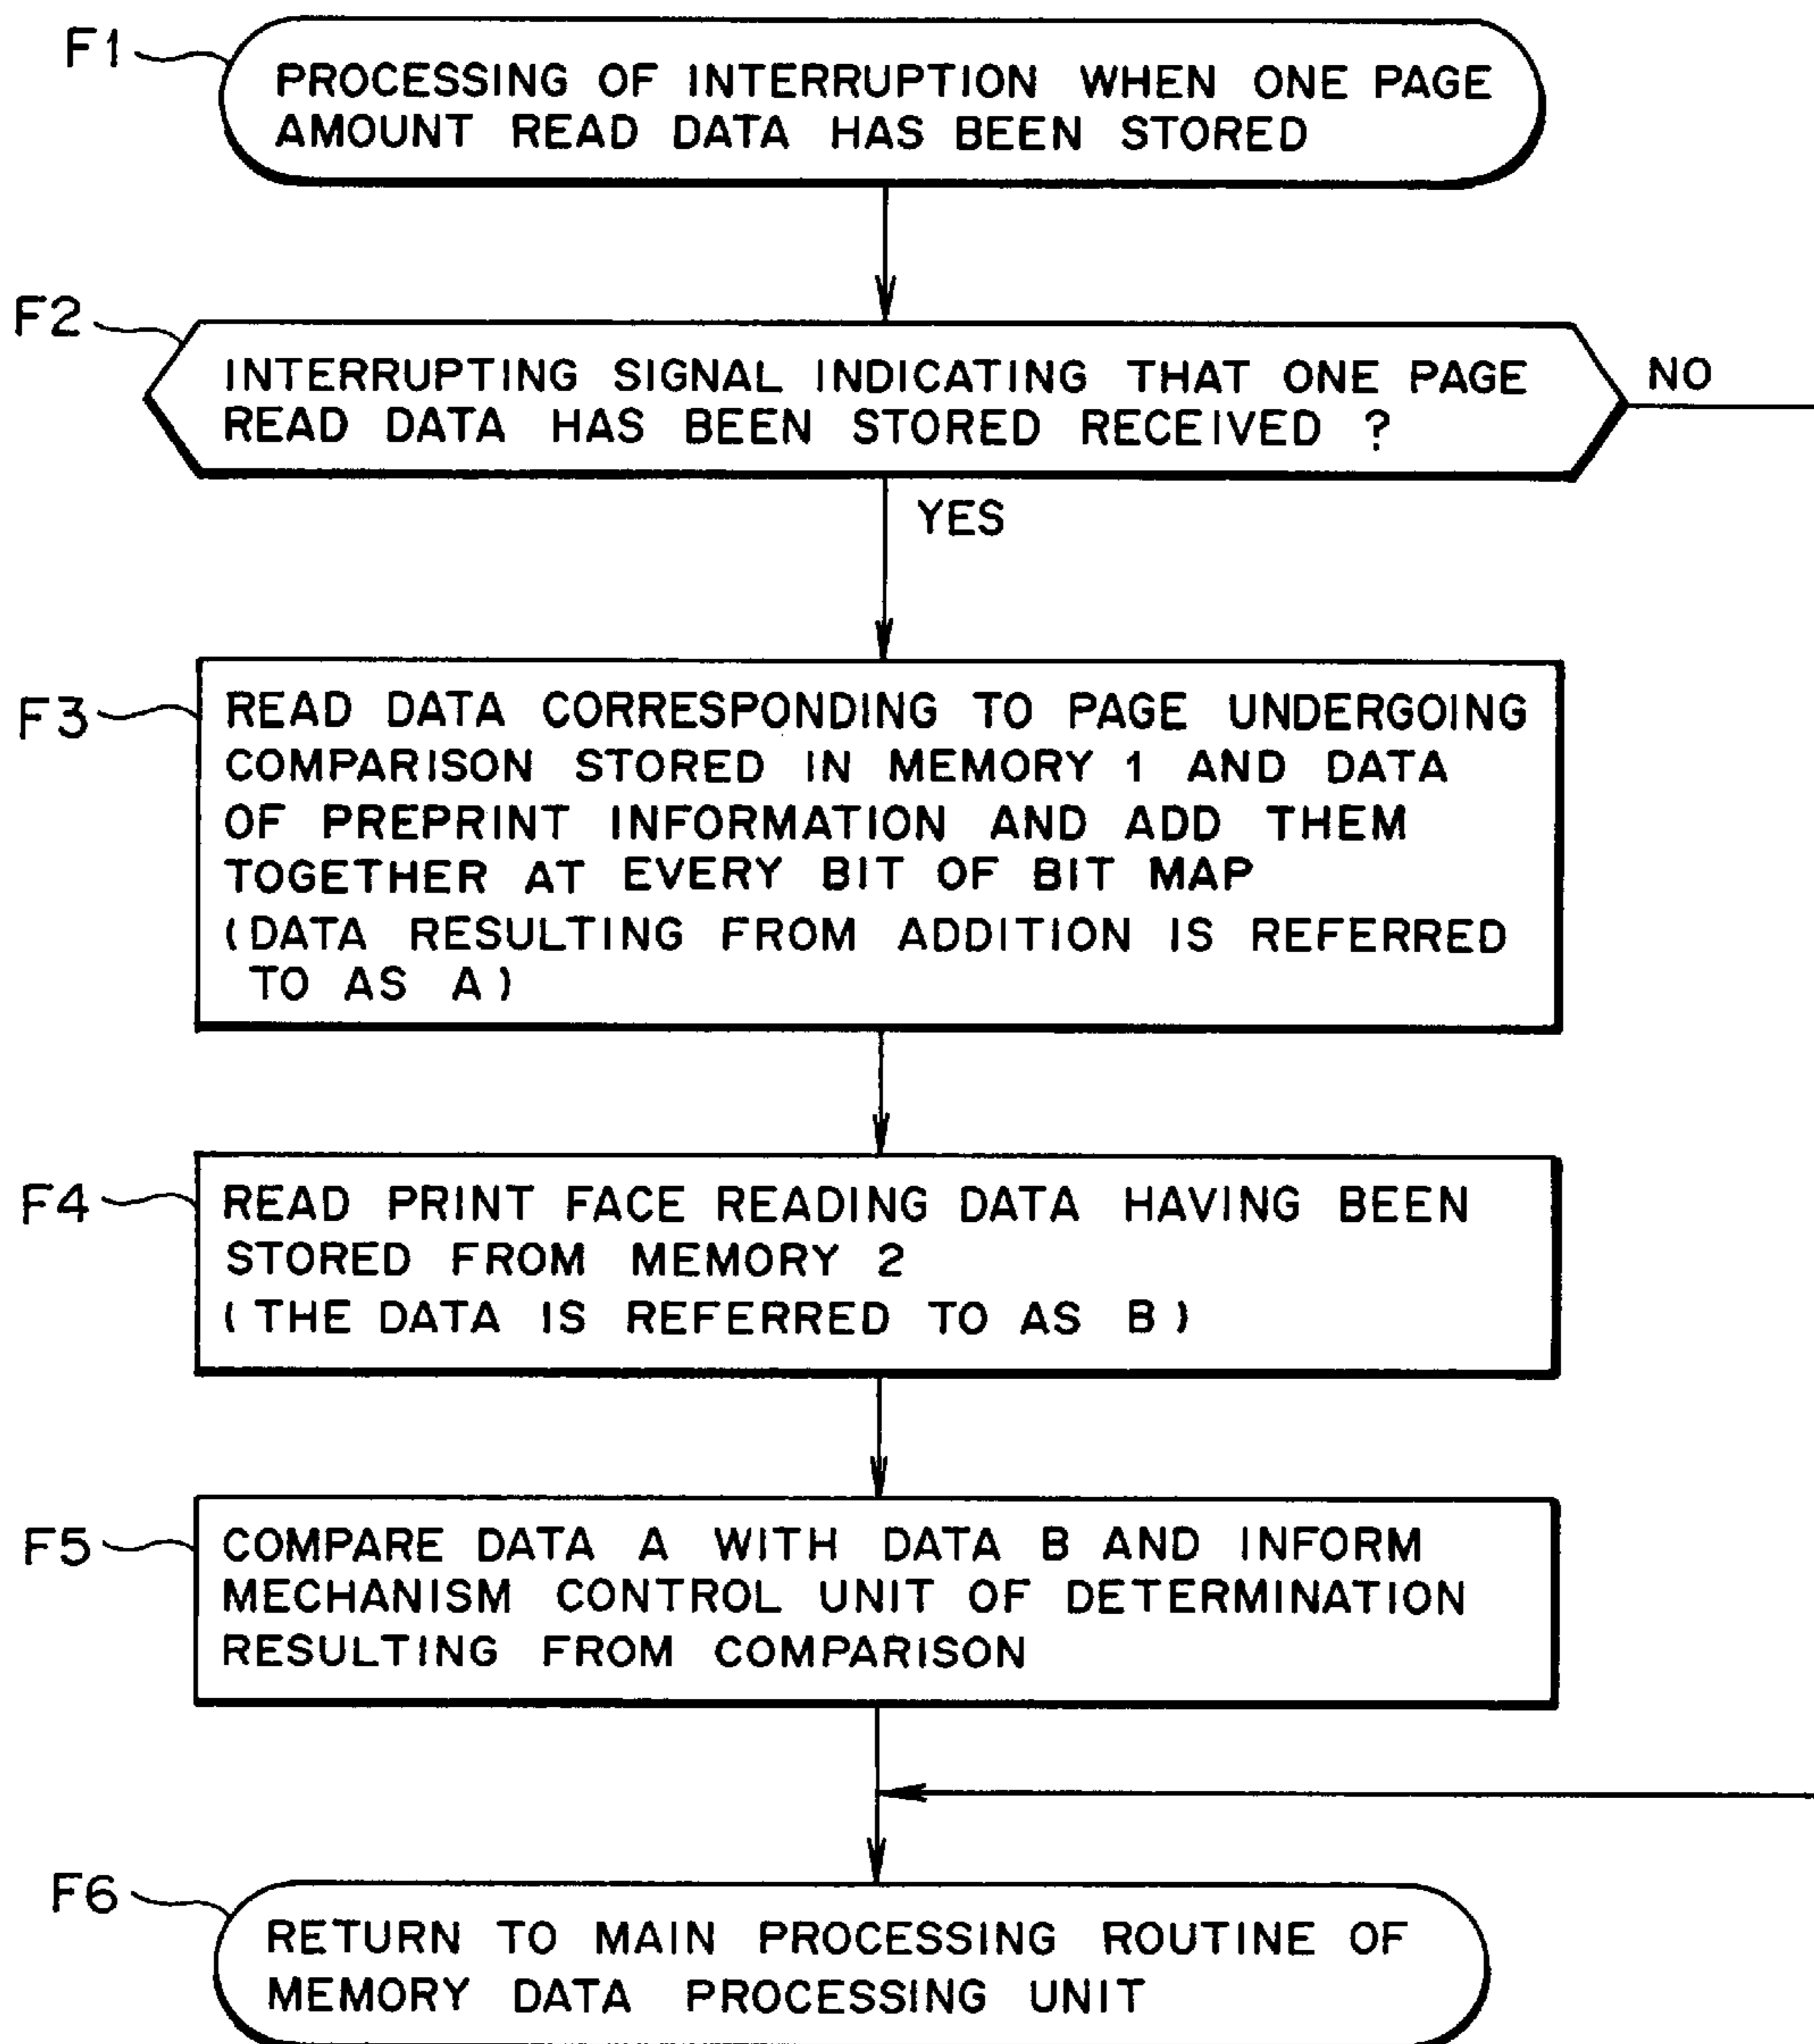 F1
PROCESSING OF INTERRUPTION WHEN ONE PAGE
AMOUNT READ DATA HAS BEEN STORED
F2
INTERRUPTING SIGNAL INDICATING THAT ONE PAGE
READ DATA HAS BEEN STORED RECEIVED ?
NO
YES
F3
READ DATA CORRESPONDING TO PAGE UNDERGOING
COMPARISON STORED IN MEMORY 1 AND DATA
OF PREPRINT INFORMATION AND ADD THEM
TOGETHER AT EVERY BIT OF BIT MAP
(DATA RESULTING FROM ADDITION IS REFERRED
TO AS A)
F4
READ PRINT FACE READING DATA HAVING BEEN
STORED FROM MEMORY 2
(THE DATA IS REFERRED TO AS B)
F5
COMPARE DATA A WITH DATA B AND INFORM
MECHANISM CONTROL UNIT OF DETERMINATION
RESULTING FROM COMPARISON
F6
RETURN TO MAIN PROCESSING ROUTINE OF
MEMORY DATA PROCESSING UNIT